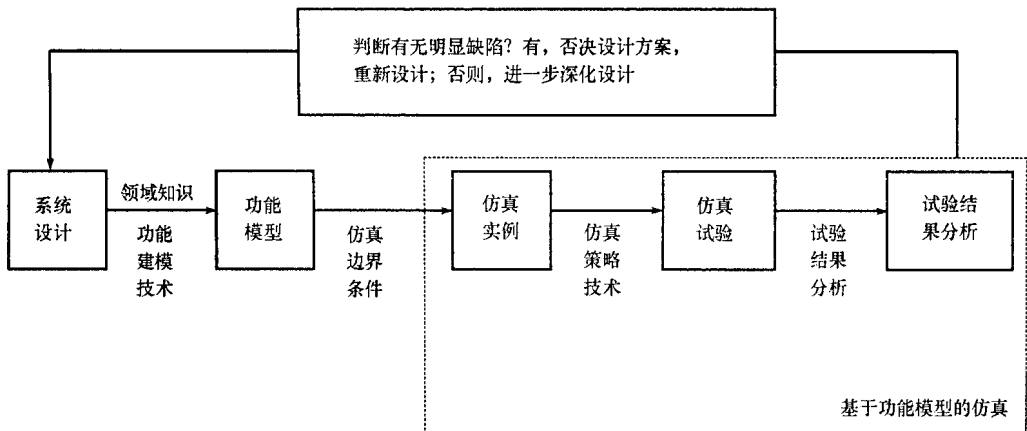 判断有无明显缺陷？有，否决设计方案，
重新设计；否则，进一步深化设计
系统
设计
领域知识
功能
建模
技术
功能
模型
仿真
边界
条件
仿真
实例
仿真
策略
技术
仿真
试验
试验
结果
分析
试验结
果分析
基于功能模型的仿真